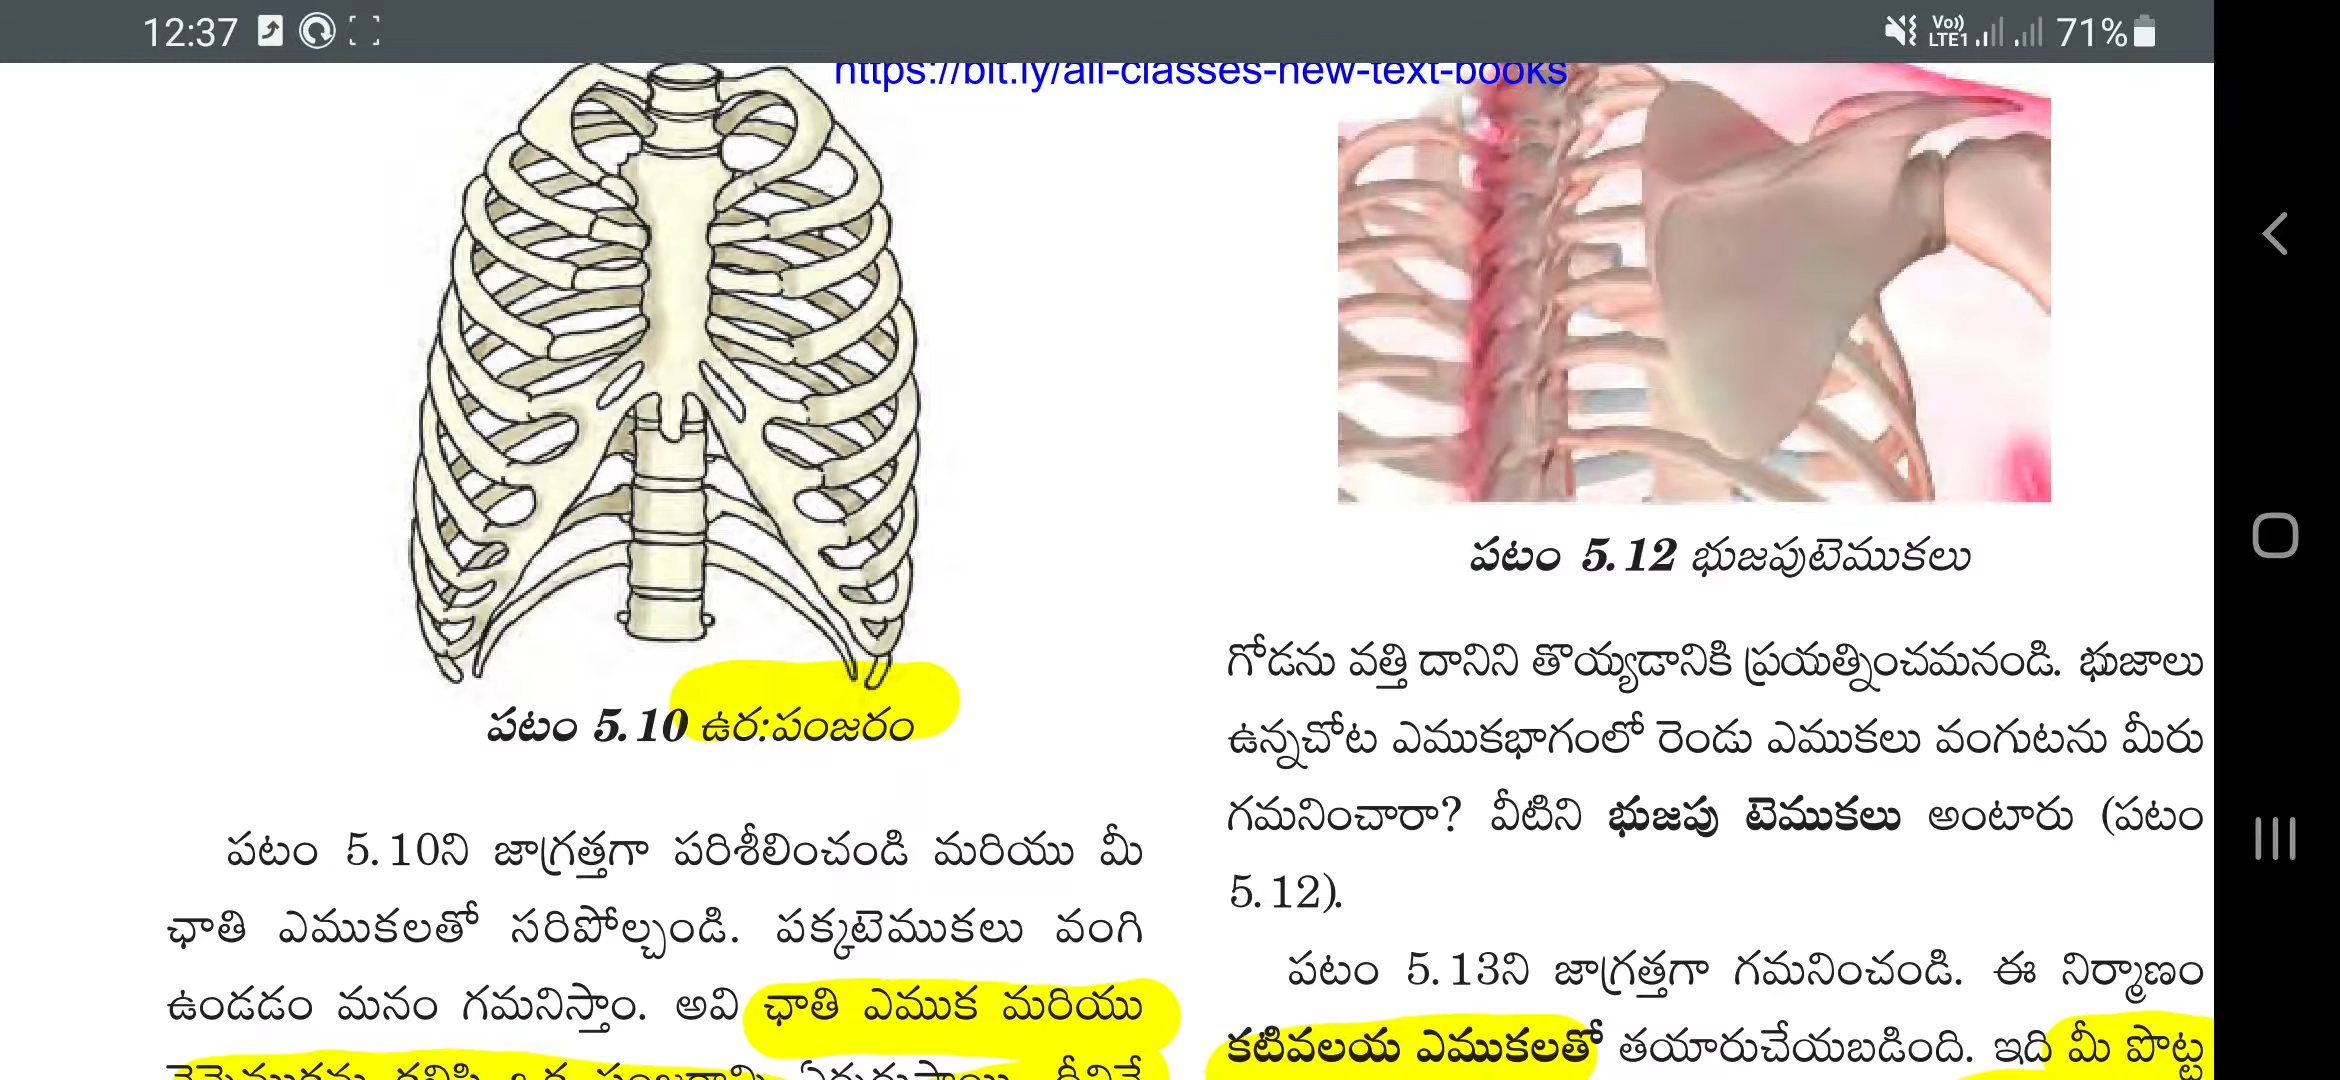 12:37
Vo)) LTE1 71%
https://bit.ly/all-classes-new-text-books
పటం 5.10 ఉర:పంజరం
పటం 5.10ని జాగ్రత్తగా పరిశీలించండి మరియు మీ
ఛాతి ఎముకలతో సరిపోల్చండి. పక్కటెముకలు వంగి
ఉండడం మనం గమనిస్తాం. అవి ఛాతి ఎముక మరియు
పటం 5.12 భుజపుటెముకలు
గోడను వత్తి దానిని తొయ్యడానికి ప్రయత్నించమనండి. భుజాలు
ఉన్నచోట ఎముకభాగంలో రెండు ఎముకలు వంగుటను మీరు
గమనించారా? వీటిని భుజపు టెముకలు అంటారు (పటం
5.12).
పటం 5.13ని జాగ్రత్తగా గమనించండి. ఈ నిర్మాణం
కటివలయ ఎముకలతో తయారుచేయబడింది. ఇది మీ పొట్ట